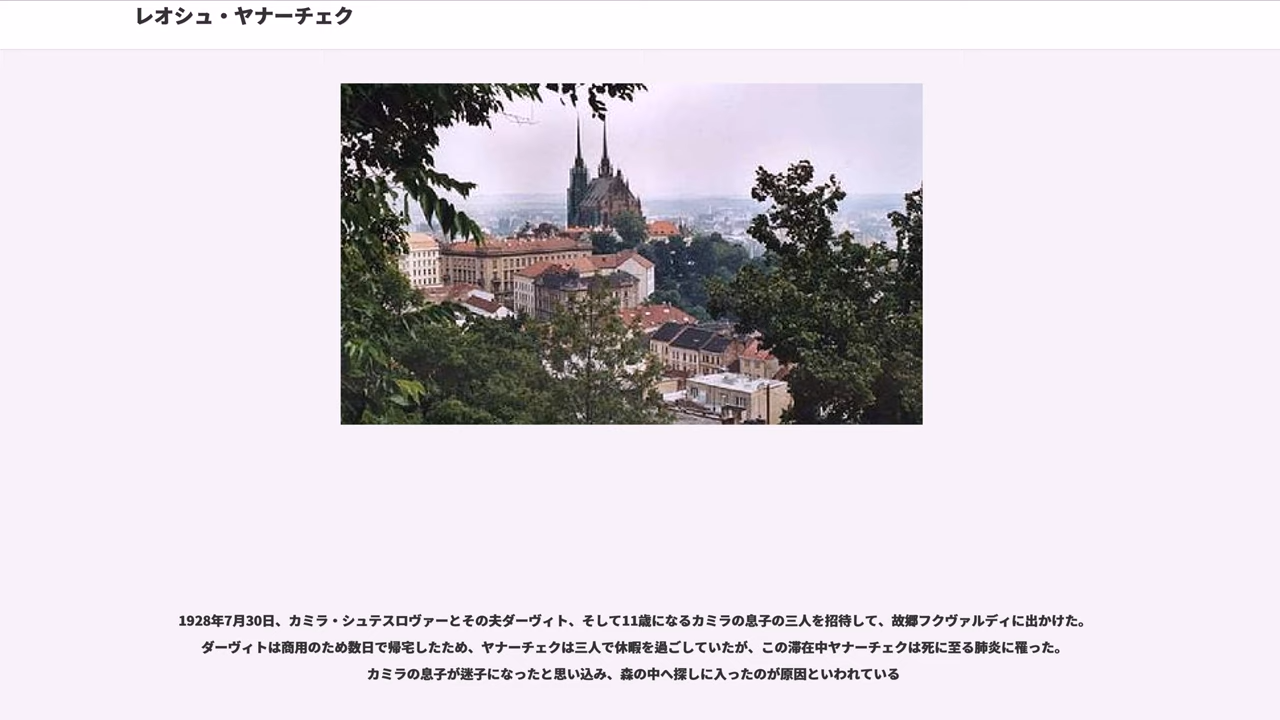 レオシュ・ヤナーチェク
1928年7月30日、カミラ・シュテスロヴァーとその夫ダーヴィト、そして11歳になるカミラの息子の三人を招待して、故郷フクヴァルディに出かけた。
ダーヴィトは商用のため数日で帰宅したため、ヤナーチェクは三人で休暇を過ごしていたが、この滞在中ヤナーチェクは死に至る肺炎に罹った。
カミラの息子が迷子になったと思い込み、森の中へ探しに入ったのが原因といわれている